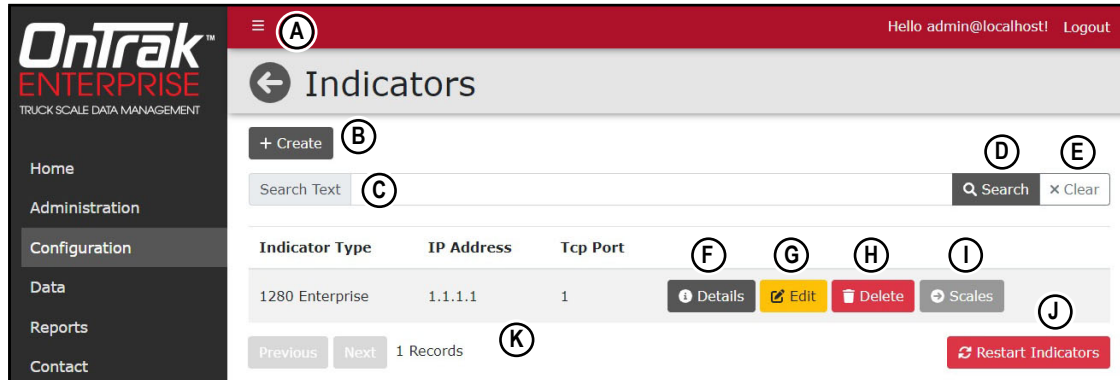 OnTrak™
ENTERPRISE
TRUCK SCALE DATA MANAGEMENT
Home
Administration
Configuration
Data
Reports
Contact
A
Hello admin@localhost! Logout
Indicators
+ Create B
Search Text C
D E
Search × Clear
Indicator Type IP Address Tcp Port
F G H I
1280 Enterprise 1.1.1.1 1 Details Edit Delete Scales
J
Previous Next 1 Records K
Restart Indicators